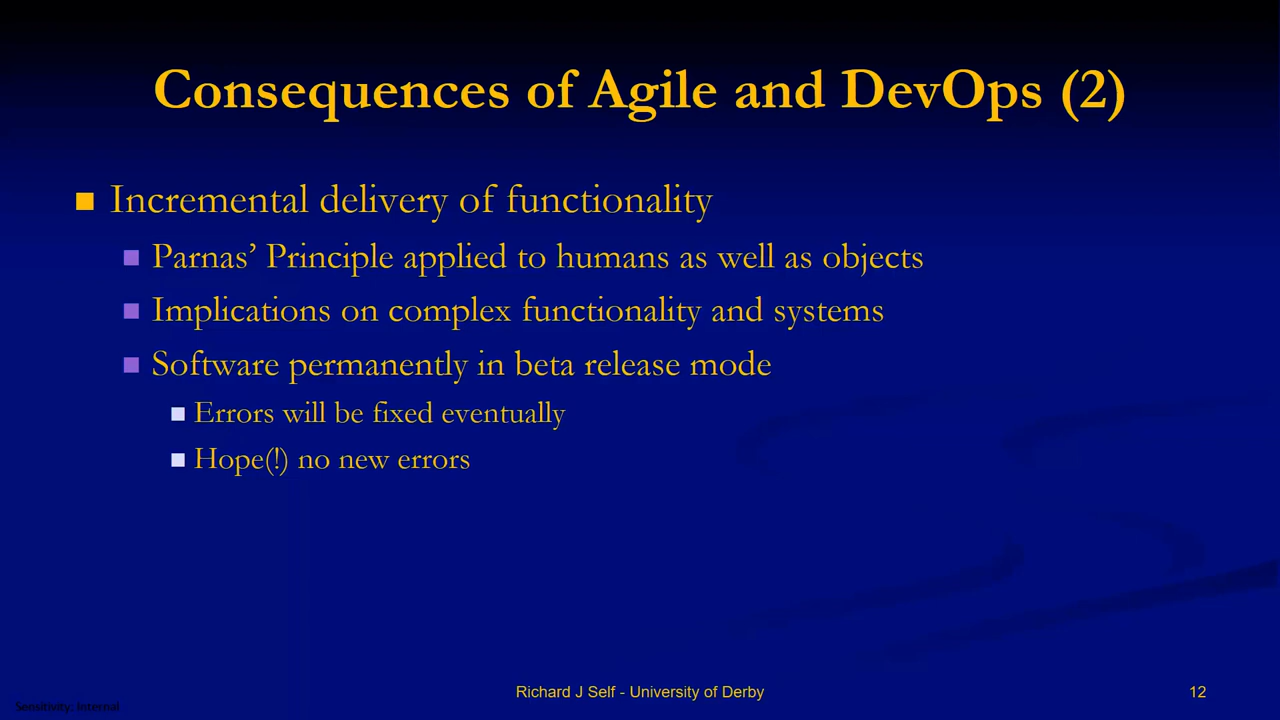 Consequences of Agile and DevOps (2)
Incremental delivery of functionality
Parnas’ Principle applied to humans as well as objects
Implications on complex functionality and systems
Software permanently in beta release mode
Errors will be fixed eventually
Hope(!) no new errors
Richard J Self - University of Derby
12
Sensitivity: Internal